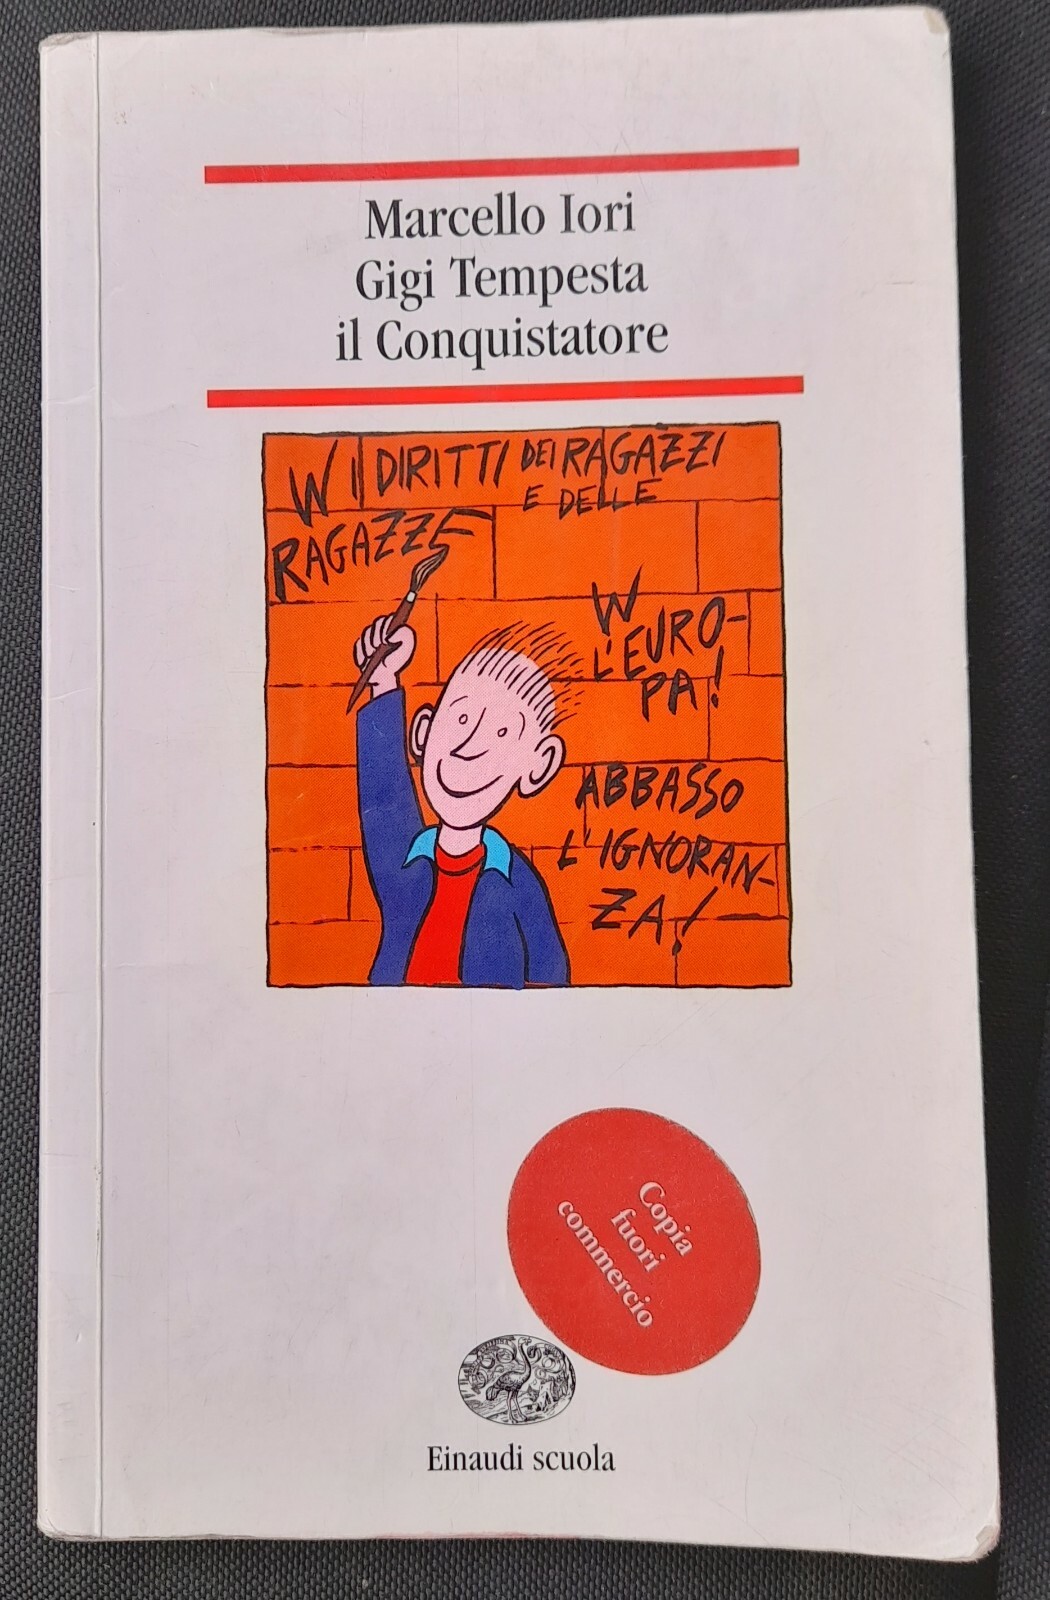 Marcello Iori
Gigi Tempesta
il Conquistatore
W I DIRITTI DEI RAGAZZI
E DELLE
RAGAZZE
W
L'EURO-
PA!
ABBASSO
L'IGNORAN-
ZA!
Copia
fuori
commercio
Einaudi scuola